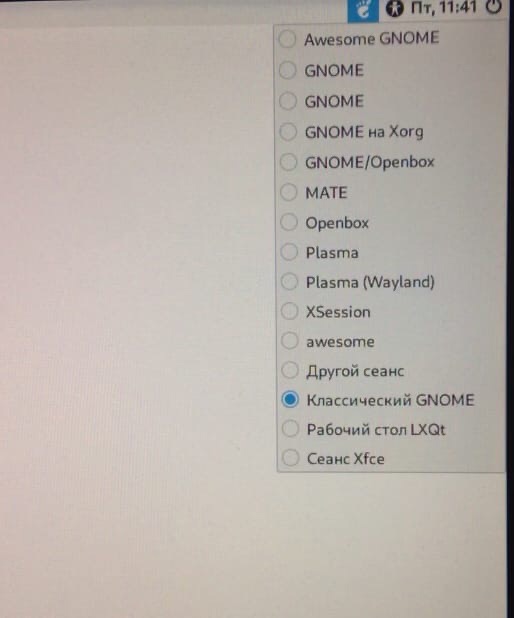 Пт, 11:41
Awesome GNOME
GNOME
GNOME
GNOME на Xorg
GNOME/Openbox
MATE
Openbox
Plasma
Plasma (Wayland)
XSession
awesome
Другой сеанс
Классический GNOME
Рабочий стол LXQt
Сеанс Xfce